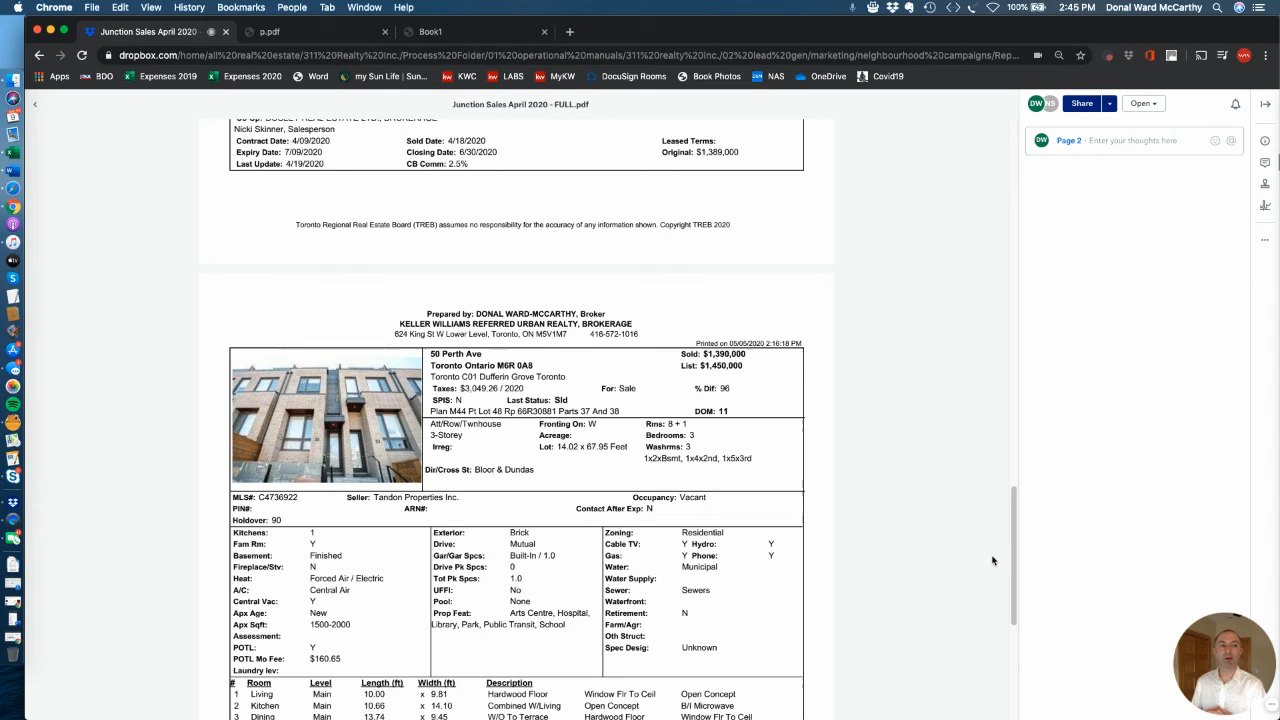 Chrome File Edit View History Bookmarks People Tab Window Help 100% 2:45 PM Donal Ward McCarthy
Junction Sales April 2020 - p.pdf Book1
dropbox.com/home/all%20real%20estate/311%20Realty%20Inc./Process%20Folder/01%20operational%20manuals/311%20Realty%20Inc./02%20lead%20gen/marketing/neighbourhood%20campaigns/Rep...
Apps BDO Expenses 2019 Expenses 2020 Word my Sun Life | Sun... KWC LABS MyKW DocuSign Rooms Book Photos NAS OneDrive Covid19
Junction Sales April 2020 - FULL.pdf
DW NS Share Open
DW Page 2 - Enter your thoughts here
Nicki Skinner, Salesperson
Contract Date: 4/09/2020 Sold Date: 4/18/2020 Leased Terms:
Expiry Date: 7/09/2020 Closing Date: 6/30/2020 Original: $1,389,000
Last Update: 4/19/2020 CB Comm: 2.5%
Toronto Regional Real Estate Board (TREB) assumes no responsibility for the accuracy of any information shown. Copyright TREB 2020
Prepared by: DONAL WARD-MCCARTHY, Broker
KELLER WILLIAMS REFERRED URBAN REALTY, BROKERAGE
624 King St W Lower Level, Toronto, ON M5V1M7 416-572-1016
Printed on 05/05/2020 2:16:18 PM
50 Perth Ave Sold: $1,390,000
Toronto Ontario M6R 0A8 List: $1,450,000
Toronto C01 Dufferin Grove Toronto
Taxes: $3,049.26 / 2020 For: Sale % Dif: 96
SPIS: N Last Status: Sld
Plan M44 Pt Lot 48 Rp 66R30881 Parts 37 And 38 DOM: 11
Att/Row/Twnhouse Fronting On: W Rms: 8 + 1
3-Storey Acreage: Bedrooms: 3
Irreg: Lot: 14.02 x 67.95 Feet Washrms: 3
1x2xBsmt, 1x4x2nd, 1x5x3rd
Dir/Cross St: Bloor & Dundas
MLS#: C4736922 Seller: Tandon Properties Inc. Occupancy: Vacant
PIN#: ARN#: Contact After Exp: N
Holdover: 90
Kitchens: 1 Exterior: Brick Zoning: Residential
Fam Rm: Y Drive: Mutual Cable TV: Y Hydro: Y
Basement: Finished Gar/Gar Spcs: Built-In / 1.0 Gas: Y Phone: Y
Fireplace/Stv: N Drive Pk Spcs: 0 Water: Municipal
Heat: Forced Air / Electric Tot Pk Spcs: 1.0 Water Supply:
A/C: Central Air UFFI: No Sewer: Sewers
Central Vac: Y Pool: None Waterfront:
Apx Age: New Prop Feat: Arts Centre, Hospital, Retirement: N
Apx Sqft: 1500-2000 Library, Park, Public Transit, School Farm/Agr:
Assessment: Oth Struct:
POTL: Y Spec Desig: Unknown
POTL Mo Fee: $160.65
Laundry lev:
# Room Level Length (ft) Width (ft) Description
1 Living Main 10.00 x 9.81 Hardwood Floor Window Flr To Ceil Open Concept
2 Kitchen Main 10.66 x 14.10 Combined W/Living Open Concept B/I Microwave
3 Dining Main 13.74 x 9.45 W/O To Terrace Hardwood Floor Window Flr To Ceil